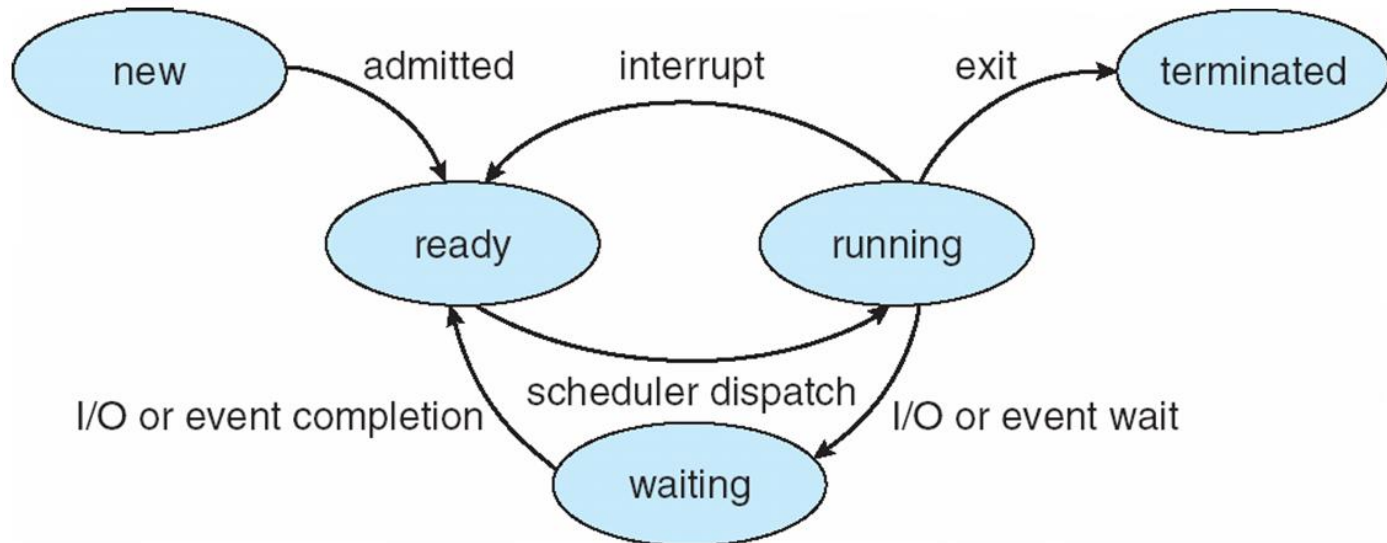 new
admitted
interrupt
exit
terminated
ready
running
scheduler dispatch
I/O or event completion
I/O or event wait
waiting